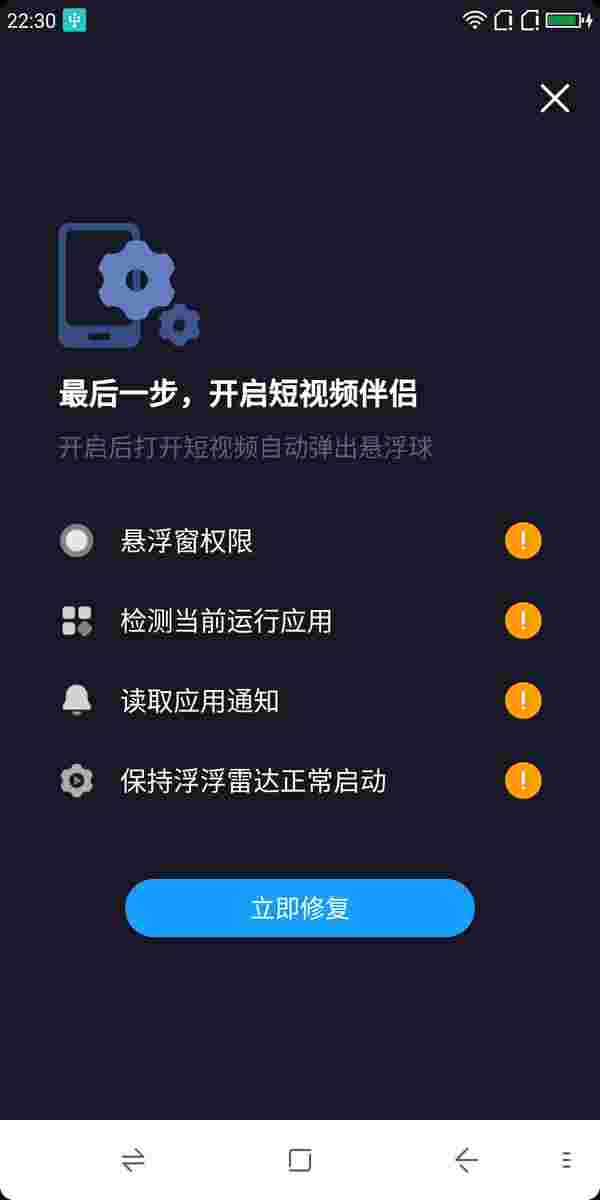 22:30
最后一步，开启短视频伴侣
开启后打开短视频自动弹出悬浮球
悬浮窗权限
检测当前运行应用
读取应用通知
保持浮浮雷达正常启动
立即修复